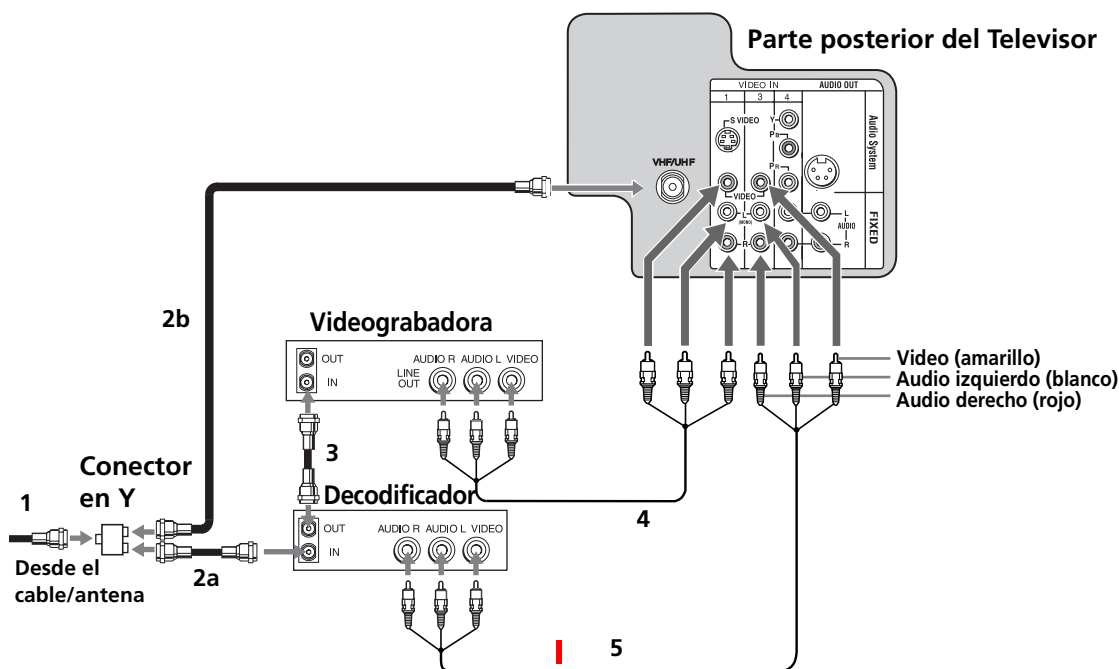 Parte posterior del Televisor
VIDEO IN
AUDIO OUT
1
3
4
S VIDEO
Y
PB
PR
Audio System
VHF/UHF
VIDEO
L
(MONO)
R
L
AUDIO
R
FIXED
2b
Videograbadora
OUT
IN
AUDIO R AUDIO L VIDEO
LINE
OUT
Video (amarillo)
Audio izquierdo (blanco)
Audio derecho (rojo)
3
Conector
en Y
1
Decodificador
4
OUT
IN
AUDIO R AUDIO L VIDEO
2a
Desde el
cable/antena
5